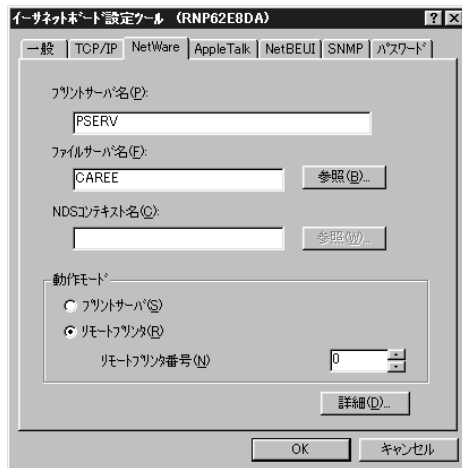 イーサネットボード設定ツール (RNP62E8DA)
一般 TCP/IP NetWare AppleTalk NetBEUI SNMP パスワード
プリントサーバ名(P):
PSERV
ファイルサーバ名(F):
CAREE 参照(B)...
NDSコンテキスト名(C):
参照(W)...
動作モード
プリントサーバ(S)
リモートプリンタ(R)
リモートプリンタ番号(N) 0
詳細(D)...
OK キャンセル